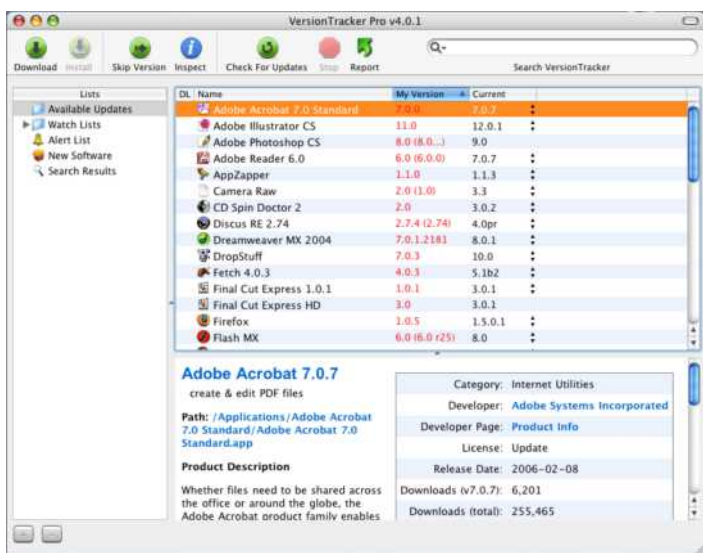 VersionTracker Pro v4.0.1
Download Install Skip Version Inspect Check For Updates Stop Report Search VersionTracker
Lists
Available Updates
Watch Lists
Alert List
New Software
Search Results
DL Name My Version Current
Adobe Acrobat 7.0 Standard 7.0.0 7.0.7
Adobe Illustrator CS 11.0 12.0.1
Adobe Photoshop CS 8.0 (8.0...) 9.0
Adobe Reader 6.0 6.0 (6.0.0) 7.0.7
AppZapper 1.1.0 1.1.3
Camera Raw 2.0 (1.0) 3.3
CD Spin Doctor 2 2.0 3.0.2
Discus RE 2.74 2.7.4 (2.74) 4.0pr
Dreamweaver MX 2004 7.0.1.2181 8.0.1
DropStuff 7.0.3 10.0
Fetch 4.0.3 4.0.3 5.1b2
Final Cut Express 1.0.1 1.0.1 3.0.1
Final Cut Express HD 3.0 3.0.1
Firefox 1.0.5 1.5.0.1
Flash MX 6.0 (6.0 r25) 8.0
Adobe Acrobat 7.0.7
create & edit PDF files
Path: /Applications/Adobe Acrobat
7.0 Standard/Adobe Acrobat 7.0
Standard.app
Product Description
Whether files need to be shared across
the office or around the globe, the
Adobe Acrobat product family enables
Category: Internet Utilities
Developer: Adobe Systems Incorporated
Developer Page: Product Info
License: Update
Release Date: 2006-02-08
Downloads (v7.0.7): 6,201
Downloads (total): 255,465